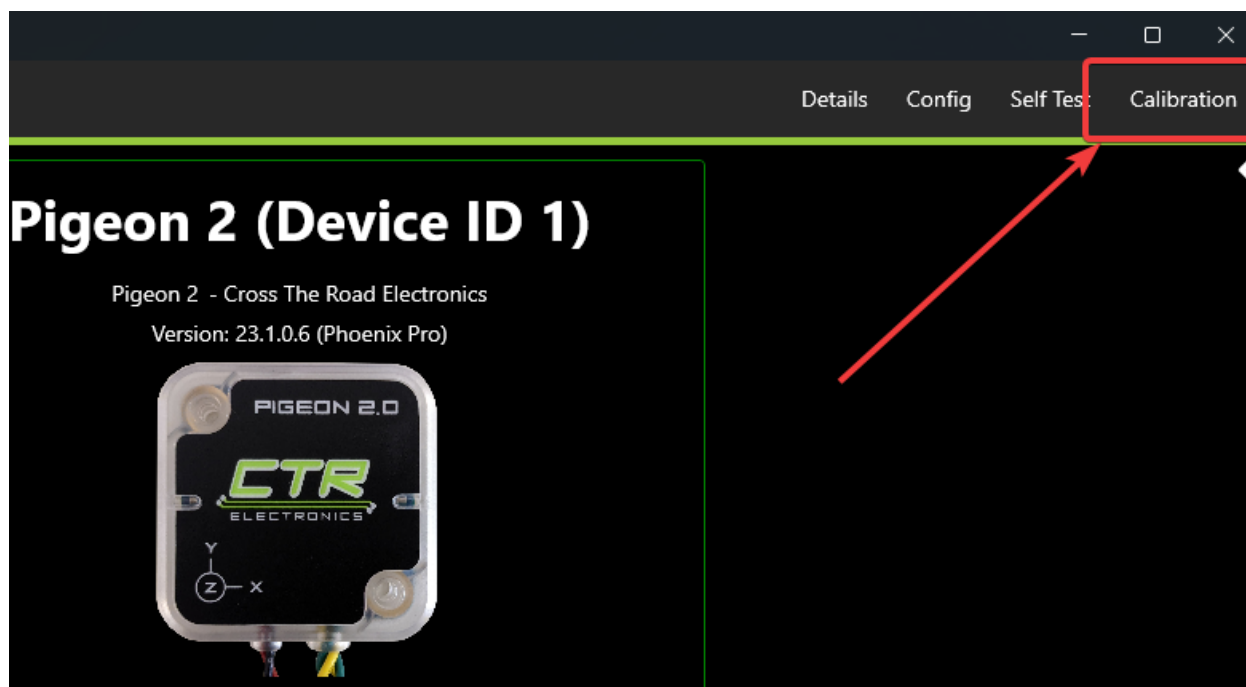 Details Config Self Test Calibration
Pigeon 2 (Device ID 1)
Pigeon 2 - Cross The Road Electronics
Version: 23.1.0.6 (Phoenix Pro)
PIGEON 2.0
CTR
ELECTRONICS
Y
Z X